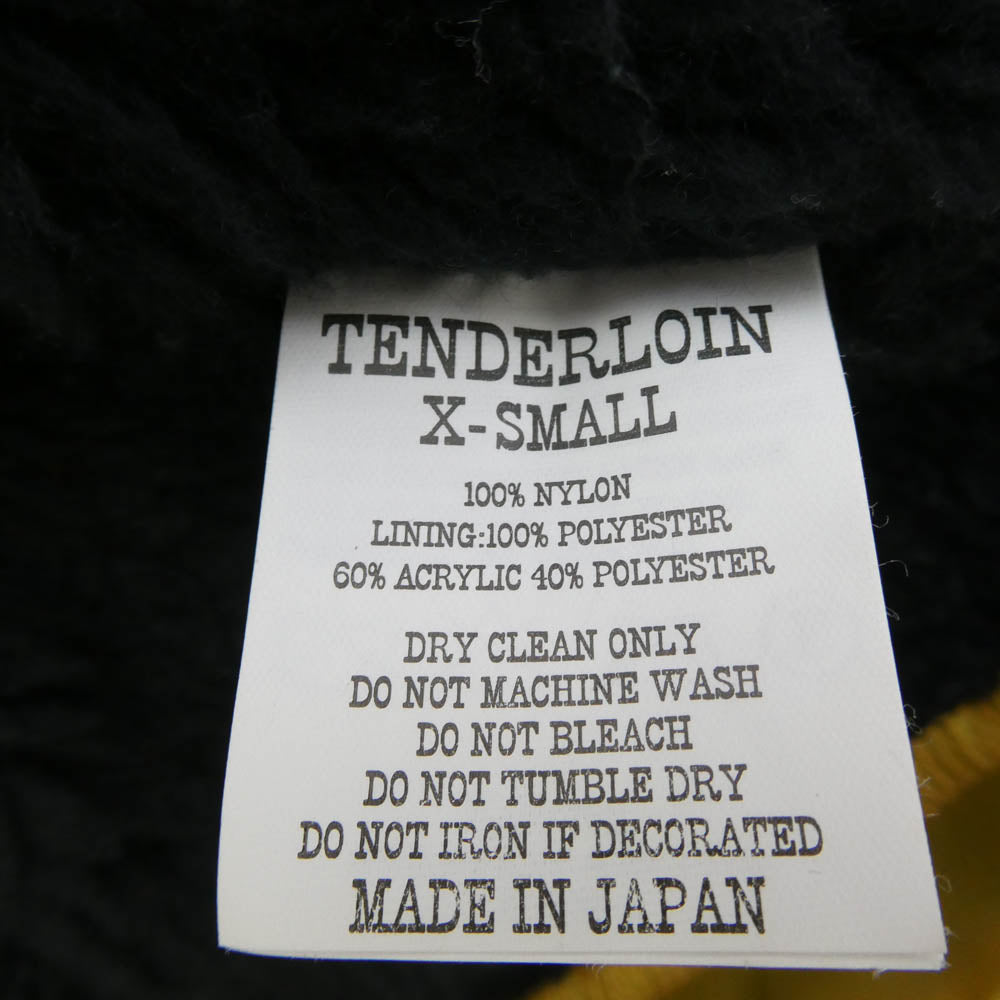 TENDERLOIN
X-SMALL
100% NYLON
LINING:100% POLYESTER
60% ACRYLIC 40% POLYESTER
DRY CLEAN ONLY
DO NOT MACHINE WASH
DO NOT BLEACH
DO NOT TUMBLE DRY
DO NOT IRON IF DECORATED
MADE IN JAPAN